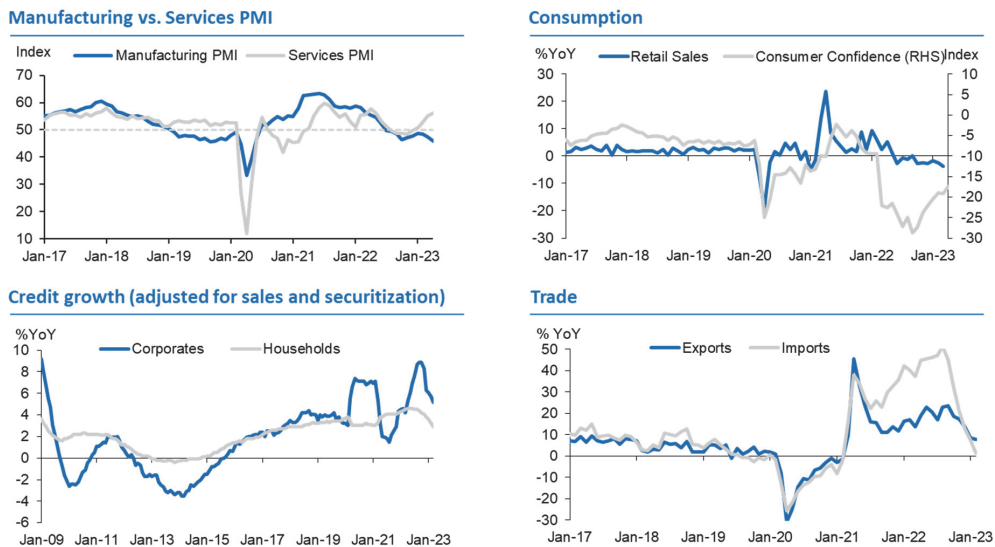 Manufacturing vs. Services PMI
Index
Manufacturing PMI
Services PMI
70
60
50
40
30
20
10
Jan-17 Jan-18 Jan-19 Jan-20 Jan-21 Jan-22 Jan-23
Consumption
%YoY
Retail Sales
Consumer Confidence (RHS)
Index
30
20
10
0
-10
-20
-30
10
5
0
-5
-10
-15
-20
-25
-30
Jan-17 Jan-18 Jan-19 Jan-20 Jan-21 Jan-22 Jan-23
Credit growth (adjusted for sales and securitization)
%YoY
Corporates
Households
10
8
6
4
2
0
-2
-4
-6
Jan-09 Jan-11 Jan-13 Jan-15 Jan-17 Jan-19 Jan-21 Jan-23
Trade
% YoY
Exports
Imports
50
40
30
20
10
0
-10
-20
-30
Jan-17 Jan-18 Jan-19 Jan-20 Jan-21 Jan-22 Jan-23